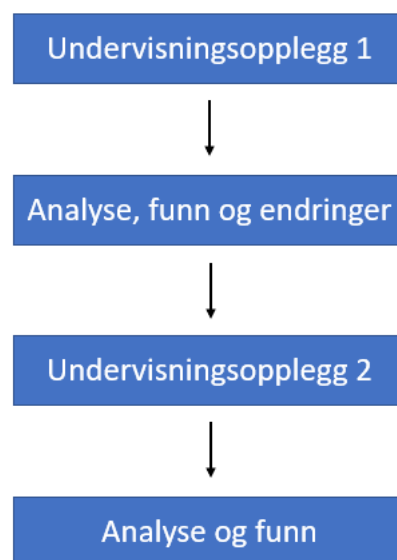 Undervisningsopplegg 1
Analyse, funn og endringer
Undervisningsopplegg 2
Analyse og funn